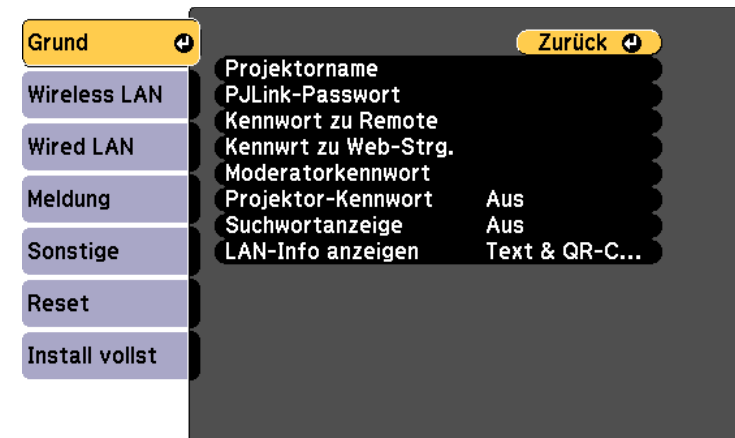 Grund
Zurück
Projektorname
Wireless LAN
PJLink-Passwort
Kennwort zu Remote
Wired LAN
Kennwrt zu Web-Strg.
Moderatorkennwort
Meldung
Projektor-Kennwort Aus
Suchwortanzeige Aus
Sonstige
LAN-Info anzeigen Text & QR-C...
Reset
Install vollst